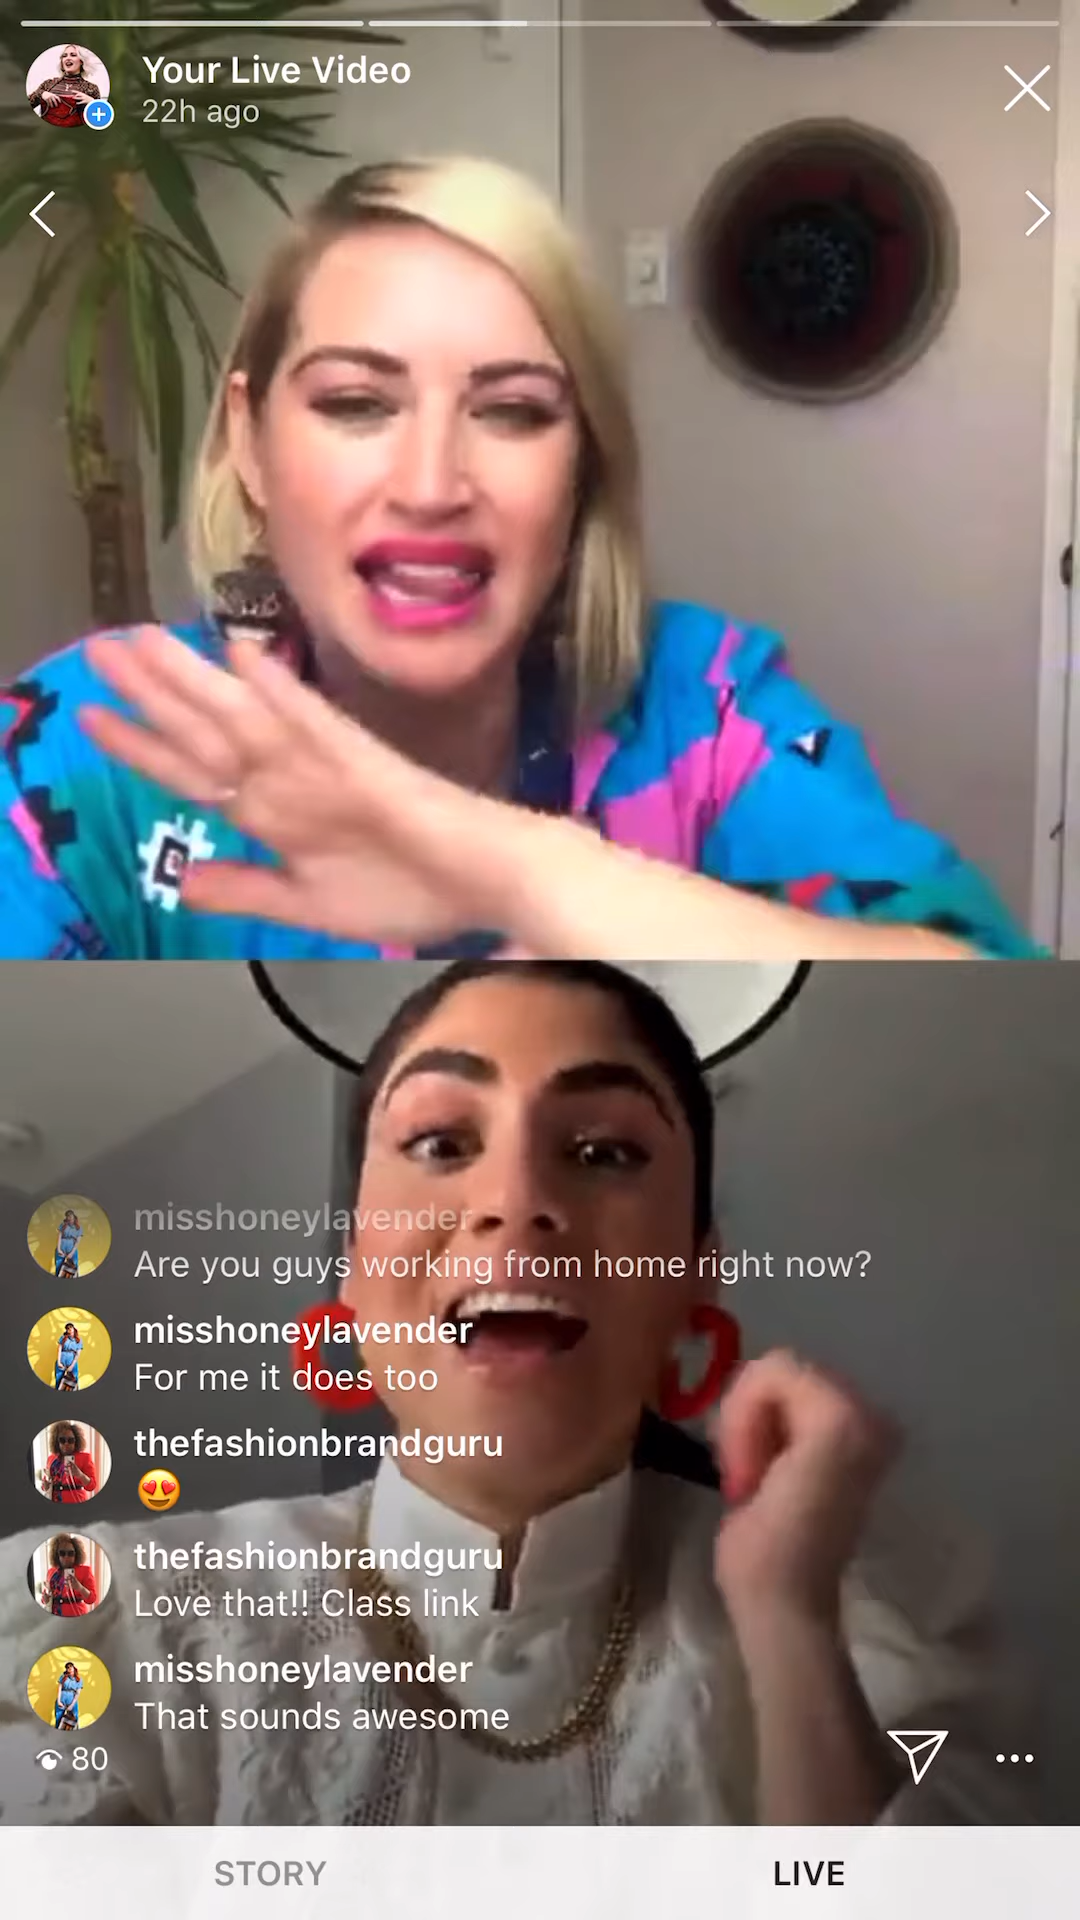 Your Live Video
22h ago
misshoneylavender
Are you guys working from home right now?
misshoneylavender
For me it does too
thefashionbrandguru
😍
thefashionbrandguru
Love that!! Class link
misshoneylavender
That sounds awesome
80
STORY
LIVE